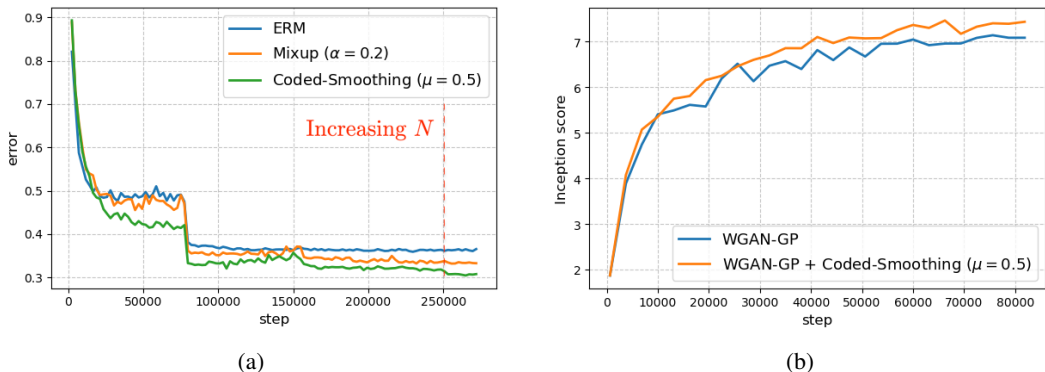 ERM
Mixup (α = 0.2)
Coded-Smoothing (μ = 0.5)
Increasing N
error
0.9
0.8
0.7
0.6
0.5
0.4
0.3
0
50000
100000
150000
200000
250000
step
(a)
Inception score
7
6
5
4
3
2
WGAN-GP
WGAN-GP + Coded-Smoothing (μ = 0.5)
0
10000
20000
30000
40000
50000
60000
70000
80000
step
(b)